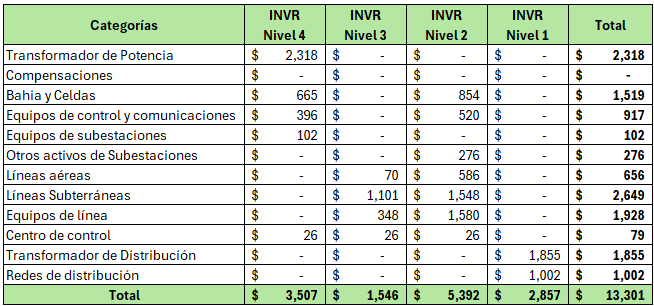 Categorías INVR Nivel 4 INVR Nivel 3 INVR Nivel 2 INVR Nivel 1 Total
Transformador de Potencia $ 2,318 $ - $ - $ - $ 2,318
Compensaciones $ - $ - $ - $ - $ -
Bahia y Celdas $ 665 $ - $ 854 $ - $ 1,519
Equipos de control y comunicaciones $ 396 $ - $ 520 $ - $ 917
Equipos de subestaciones $ 102 $ - $ - $ - $ 102
Otros activos de Subestaciones $ - $ - $ 276 $ - $ 276
Líneas aéreas $ - $ 70 $ 586 $ - $ 656
Líneas Subterráneas $ - $ 1,101 $ 1,548 $ - $ 2,649
Equipos de línea $ - $ 348 $ 1,580 $ - $ 1,928
Centro de control $ 26 $ 26 $ 26 $ - $ 79
Transformador de Distribución $ - $ - $ - $ 1,855 $ 1,855
Redes de distribución $ - $ - $ - $ 1,002 $ 1,002
Total $ 3,507 $ 1,546 $ 5,392 $ 2,857 $ 13,301